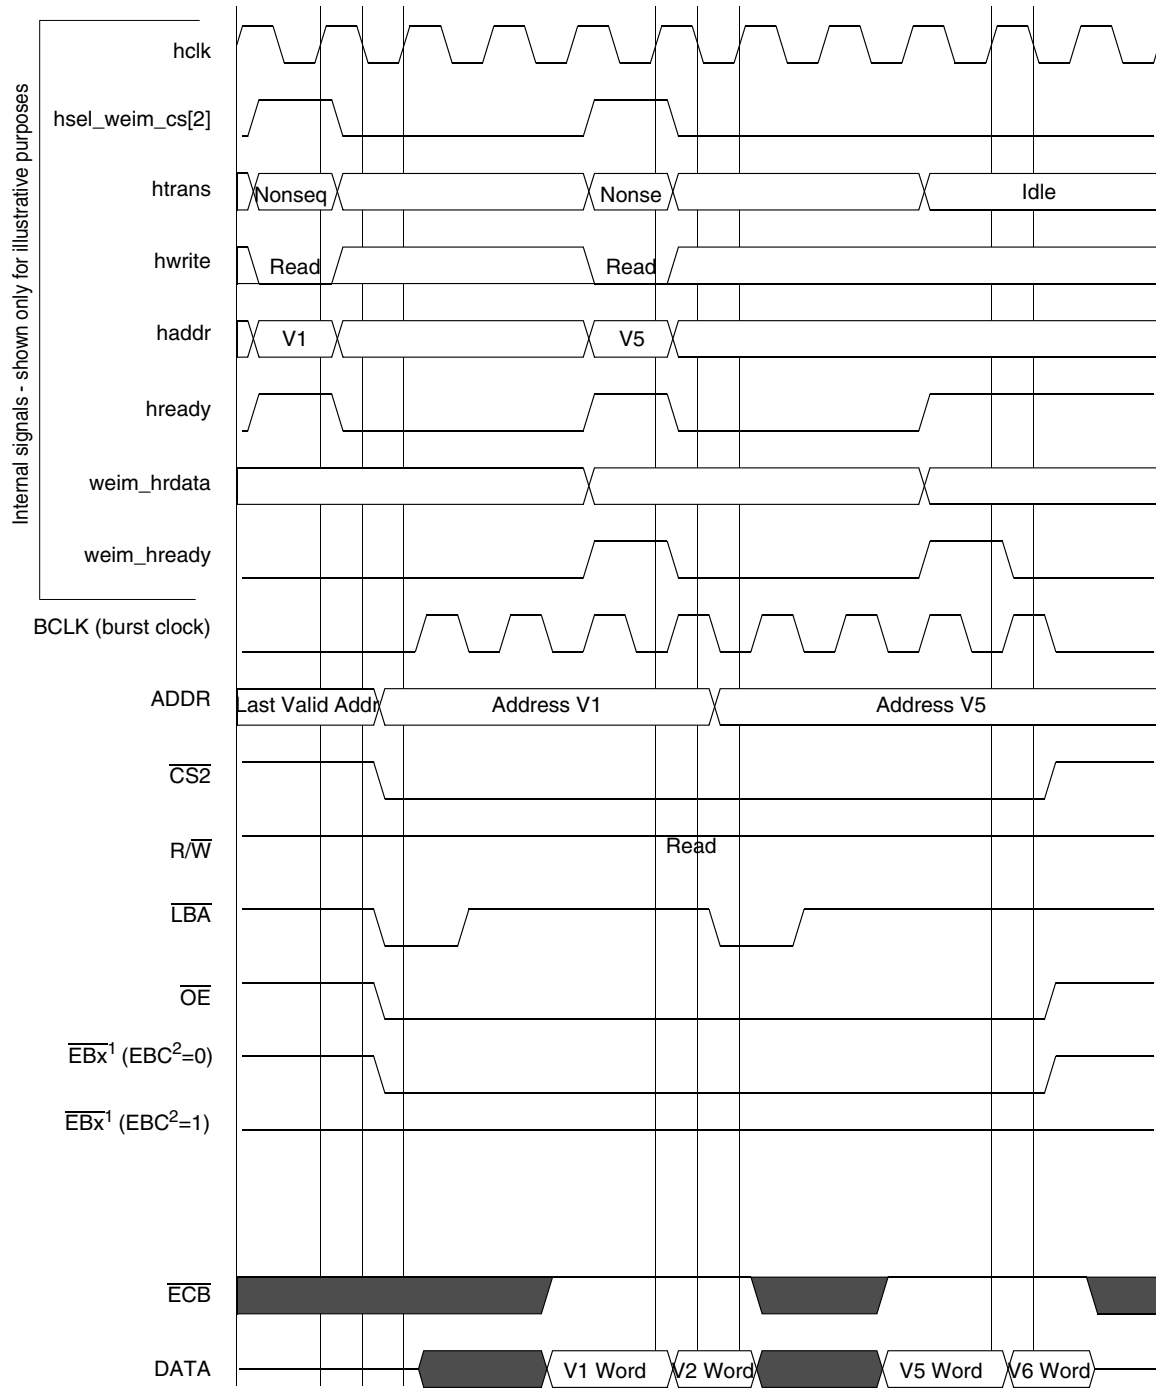 Internal signals - shown only for illustrative purposes
hclk
hsel_weim_cs[2]
htrans
Nonseq
Nonse
Idle
hwrite
Read
Read
haddr
V1
V5
hready
weim_hrdata
weim_hready
BCLK (burst clock)
ADDR
Last Valid Addr
Address V1
Address V5
CS2
R/W
Read
LBA
OE
EBx¹ (EBC²=0)
EBx¹ (EBC²=1)
ECB
DATA
V1 Word
V2 Word
V5 Word
V6 Word